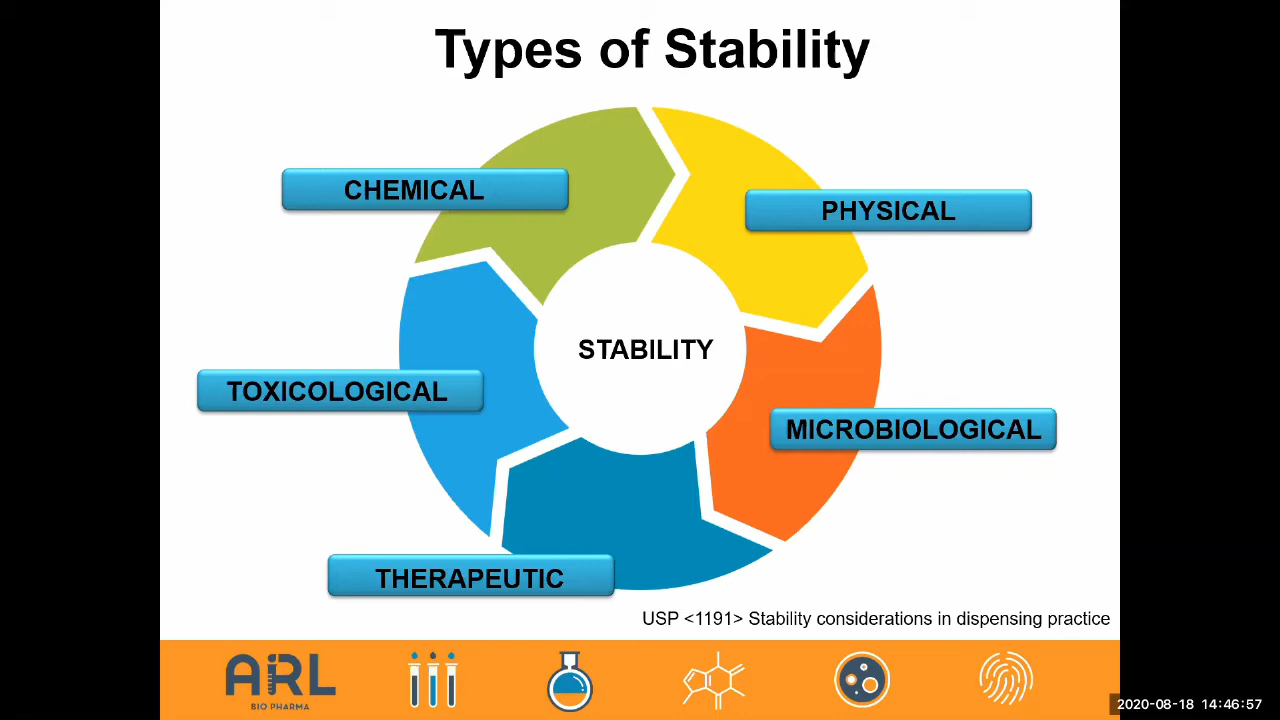 Types of Stability
CHEMICAL
PHYSICAL
STABILITY
TOXICOLOGICAL
MICROBIOLOGICAL
THERAPEUTIC
USP <1191> Stability considerations in dispensing practice
ARL
BIO PHARMA
2020-08-18 14:46:57